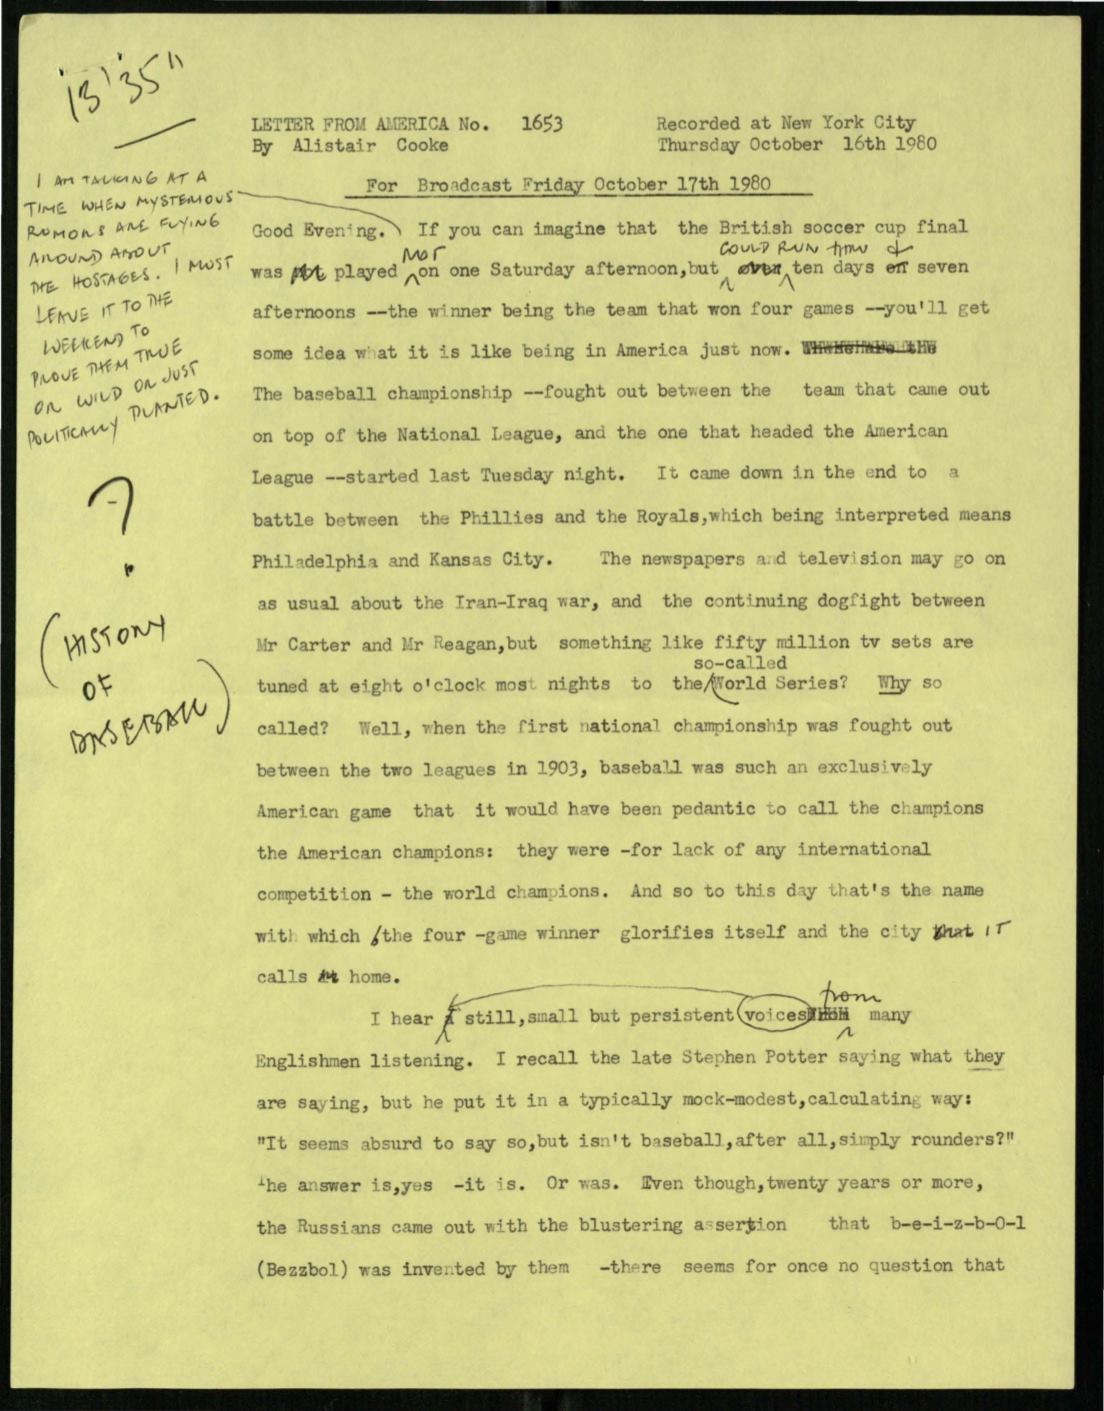 13'35"
LETTER FROM AMERICA No. 1653 Recorded at New York City
By Alistair Cooke Thursday October 16th 1980
For Broadcast Friday October 17th 1980
I AM TALKING AT A
TIME WHEN MYSTERIOUS
RUMORS ARE FLYING
AROUND ABOUT
THE HOSTAGES. I MUST
LEAVE IT TO THE
WEEKEND TO
PROVE THEM TRUE
OR WILD OR JUST
POLITICALLY PLANTED.
?
(HISTORY
OF
BASEBALL)
Good Evening. If you can imagine that the British soccer cup final
NOT COULD RUN
was played on one Saturday afternoon,but ten days seven
afternoons --the winner being the team that won four games --you'll get
some idea what it is like being in America just now.
The baseball championship --fought out between the team that came out
on top of the National League, and the one that headed the American
League --started last Tuesday night. It came down in the end to a
battle between the Phillies and the Royals,which being interpreted means
Philadelphia and Kansas City. The newspapers and television may go on
as usual about the Iran-Iraq war, and the continuing dogfight between
Mr Carter and Mr Reagan,but something like fifty million tv sets are
so-called
tuned at eight o'clock most nights to the World Series? Why so
called? Well, when the first national championship was fought out
between the two leagues in 1903, baseball was such an exclusively
American game that it would have been pedantic to call the champions
the American champions: they were -for lack of any international
competition - the world champions. And so to this day that's the name
with which the four -game winner glorifies itself and the city that IT
calls home.
from
I hear still,small but persistent voices many
Englishmen listening. I recall the late Stephen Potter saying what they
are saying, but he put it in a typically mock-modest,calculating way:
"It seems absurd to say so,but isn't baseball,after all,simply rounders?"
The answer is,yes -it is. Or was. Even though,twenty years or more,
the Russians came out with the blustering assertion that b-e-i-z-b-O-l
(Bezzbol) was invented by them -there seems for once no question that